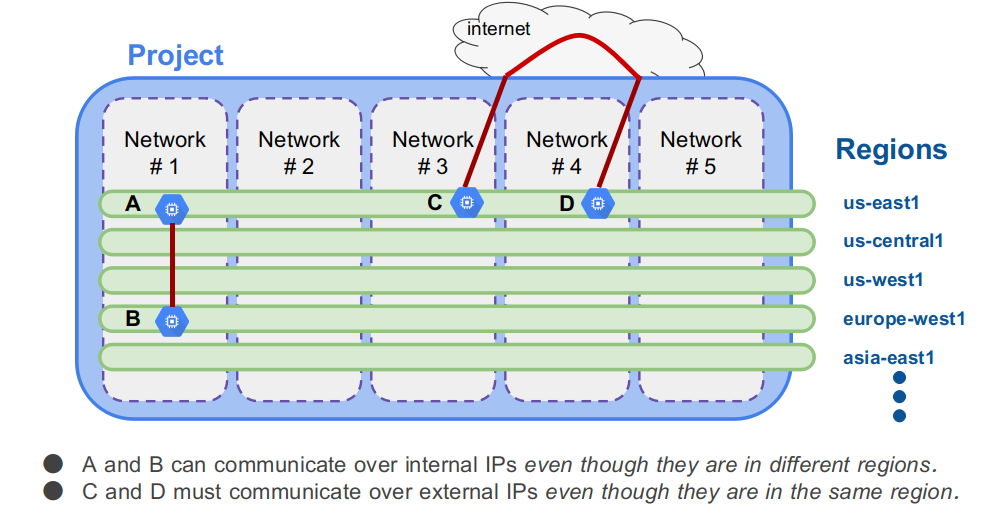 internet
Project
Network
# 1
Network
# 2
Network
# 3
Network
# 4
Network
# 5
Regions
A
C
D
us-east1
us-central1
us-west1
B
europe-west1
asia-east1
● A and B can communicate over internal IPs even though they are in different regions.
● C and D must communicate over external IPs even though they are in the same region.